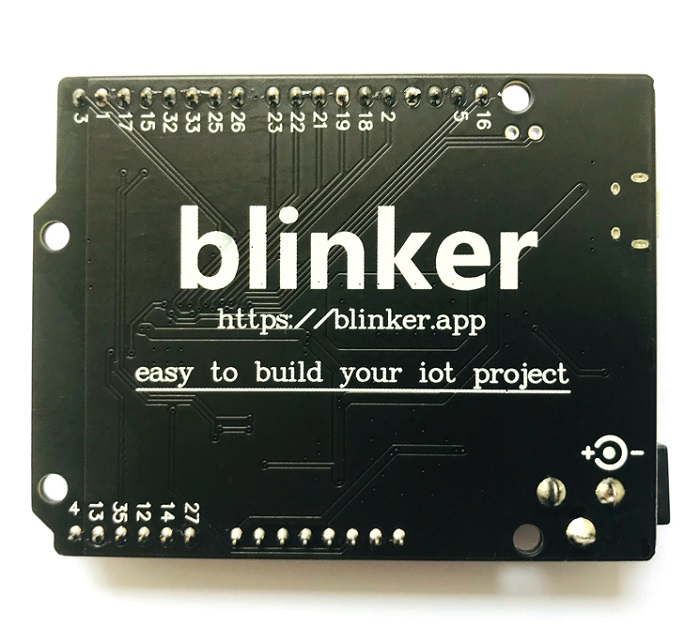 3 1 17 15 32 33 25 26 23 22 21 19 18 2 5 16
blinker
https://blinker.app
easy to build your iot project
+ -
4 13 35 12 14 27